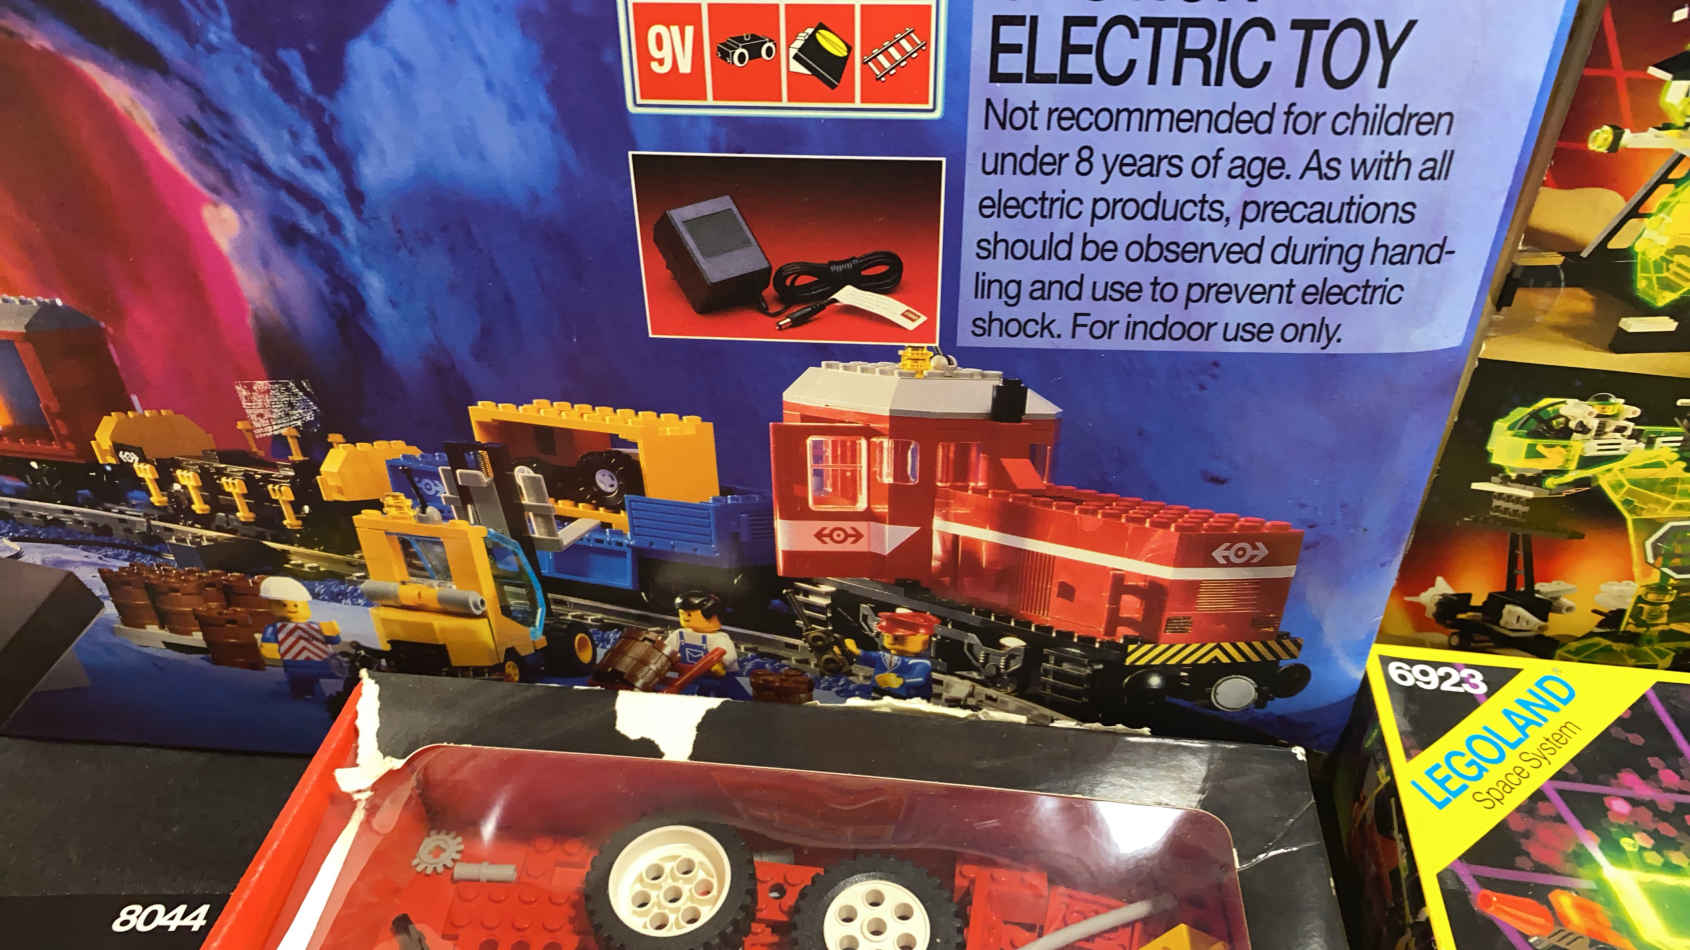 9V
ELECTRIC TOY
Not recommended for children
under 8 years of age. As with all
electric products, precautions
should be observed during hand-
ling and use to prevent electric
shock. For indoor use only.
6923
LEGOLAND
Space System
8044